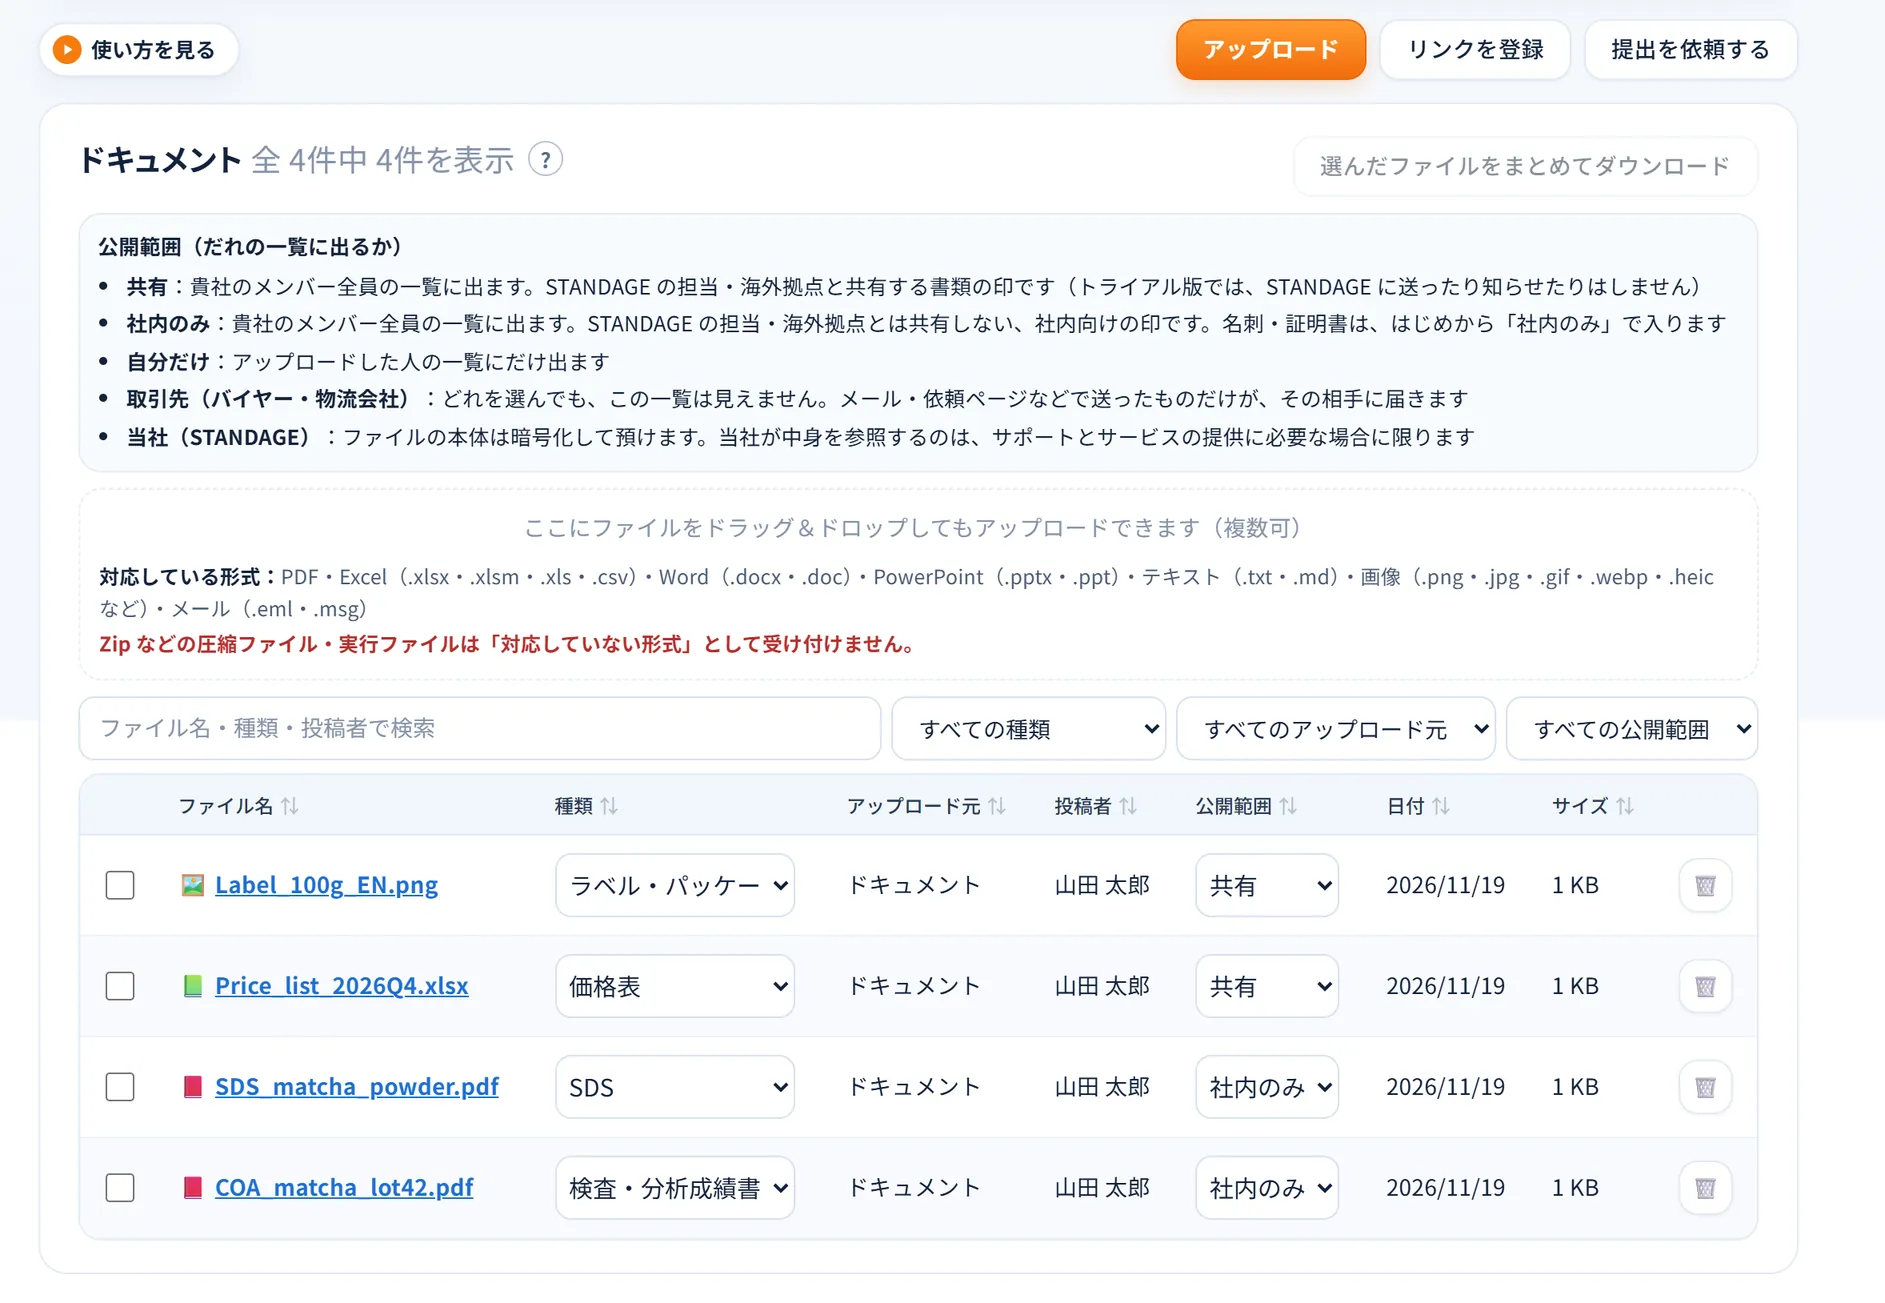 使い方を見る
アップロード
リンクを登録
提出を依頼する
ドキュメント 全 4件中 4件を表示 ?
選んだファイルをまとめてダウンロード
公開範囲（だれの一覧に出るか）
• 共有：貴社のメンバー全員の一覧に出ます。STANDAGE の担当・海外拠点と共有する書類の印です（トライアル版では、STANDAGE に送ったり知らせたりはしません）
• 社内のみ：貴社のメンバー全員の一覧に出ます。STANDAGE の担当・海外拠点とは共有しない、社内向けの印です。名刺・証明書は、はじめから「社内のみ」で入ります
• 自分だけ：アップロードした人の一覧にだけ出ます
• 取引先（バイヤー・物流会社）：どれを選んでも、この一覧は見えません。メール・依頼ページなどで送ったものだけが、その相手に届きます
• 当社（STANDAGE）：ファイルの本体は暗号化して預けます。当社が中身を参照するのは、サポートとサービスの提供に必要な場合に限ります
ここにファイルをドラッグ＆ドロップしてもアップロードできます（複数可）
対応している形式：PDF・Excel（.xlsx・.xlsm・.xls・.csv）・Word（.docx・.doc）・PowerPoint（.pptx・.ppt）・テキスト（.txt・.md）・画像（.png・.jpg・.gif・.webp・.heic
など）・メール（.eml・.msg）
Zip などの圧縮ファイル・実行ファイルは「対応していない形式」として受け付けません。
ファイル名・種類・投稿者で検索
すべての種類
すべてのアップロード元
すべての公開範囲
ファイル名 種類 アップロード元 投稿者 公開範囲 日付 サイズ
Label_100g_EN.png ラベル・パッケー ドキュメント 山田 太郎 共有 2026/11/19 1 KB
Price_list_2026Q4.xlsx 価格表 ドキュメント 山田 太郎 共有 2026/11/19 1 KB
SDS_matcha_powder.pdf SDS ドキュメント 山田 太郎 社内のみ 2026/11/19 1 KB
COA_matcha_lot42.pdf 検査・分析成績書 ドキュメント 山田 太郎 社内のみ 2026/11/19 1 KB